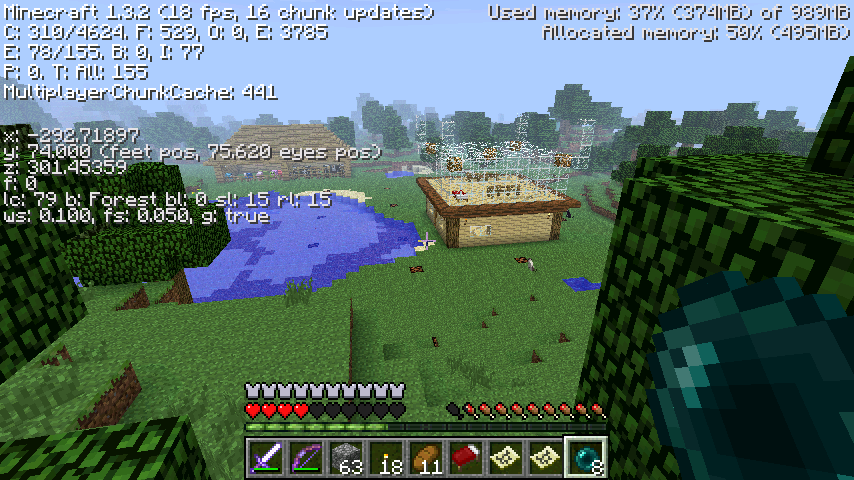 Minecraft 1.3.2 (18 fps, 16 chunk updates)
Used memory: 37% (374MB) of 989MB
C: 310/4624, F: 529, O: 0, E: 3785
Allocated memory: 50% (495MB)
E: 78/155. B: 0, I: 77
P: 0. T: All: 155
MultiplayerChunkCache: 441
x: -292.71897
y: 74.000 (feet pos, 75.620 eyes pos)
z: 301.45359
f: 0
lc: 79 b: Forest bl: 0 sl: 15 rl: 15
ws: 0.100, fs: 0.050, g: true
63 18 11 8